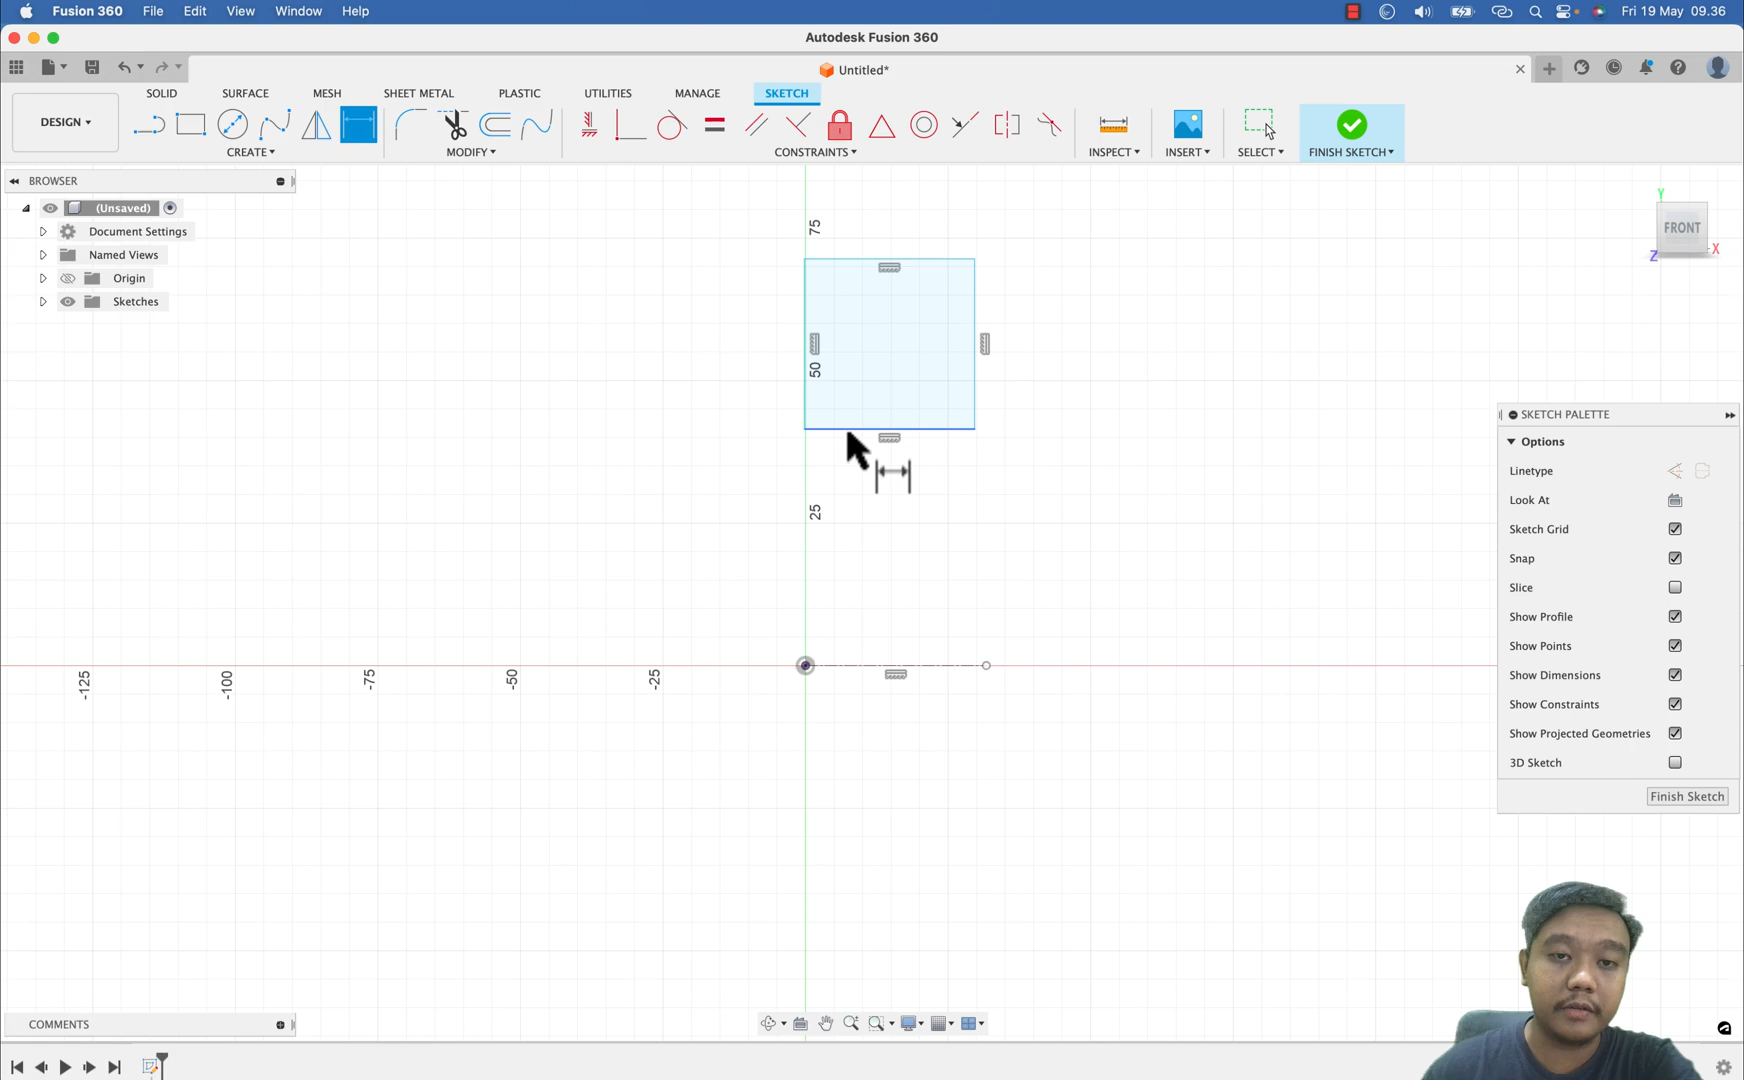 Fusion 360 File Edit View Window Help Fri 19 May 09.36
Autodesk Fusion 360
Untitled*
SOLID SURFACE MESH SHEET METAL PLASTIC UTILITIES MANAGE SKETCH
DESIGN
CREATE MODIFY CONSTRAINTS INSPECT INSERT SELECT FINISH SKETCH
BROWSER
(Unsaved)
Document Settings
Named Views
Origin
Sketches
Y
FRONT
X
Z
75
50
25
-125
-100
-75
-50
-25
SKETCH PALETTE
Options
Linetype
Look At
Sketch Grid
Snap
Slice
Show Profile
Show Points
Show Dimensions
Show Constraints
Show Projected Geometries
3D Sketch
Finish Sketch
COMMENTS